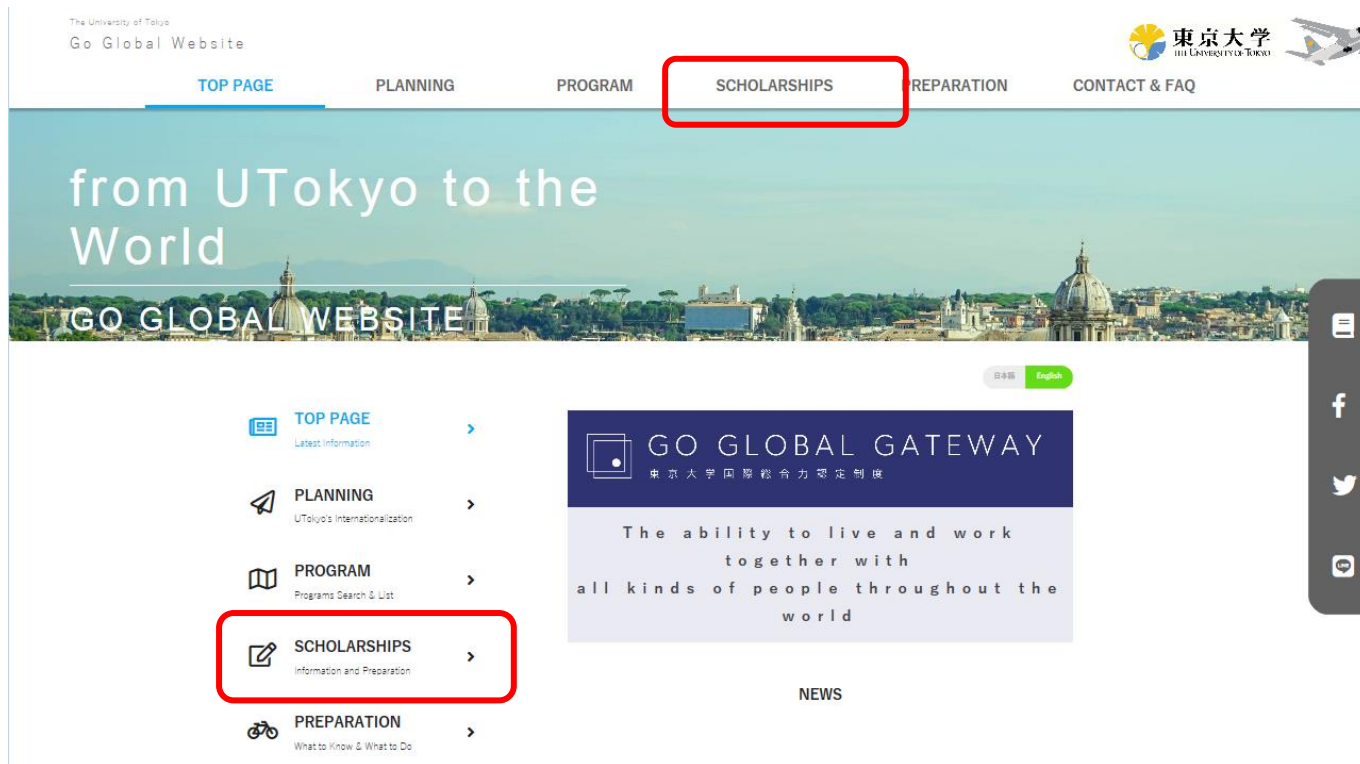 The University of Tokyo
Go Global Website
東京大学
THE UNIVERSITY OF TOKYO
TOP PAGE PLANNING PROGRAM SCHOLARSHIPS PREPARATION CONTACT & FAQ
from UTokyo to the
World
GO GLOBAL WEBSITE
日本語 English
TOP PAGE
Latest Information
PLANNING
UTokyo's Internationalization
PROGRAM
Programs Search & List
SCHOLARSHIPS
Information and Preparation
PREPARATION
What to Know & What to Do
GO GLOBAL GATEWAY
東京大学国際総合力認定制度
The ability to live and work
together with
all kinds of people throughout the
world
NEWS
LINE